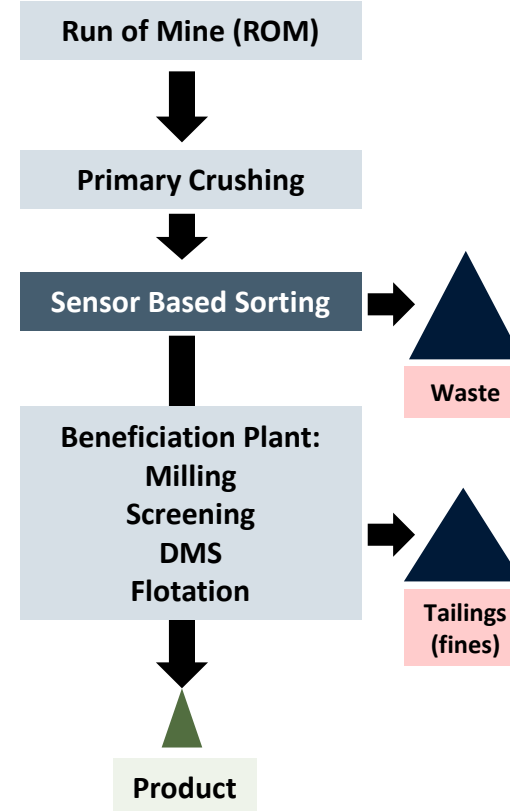 Run of Mine (ROM)
Primary Crushing
Sensor Based Sorting
Waste
Beneficiation Plant:
Milling
Screening
DMS
Flotation
Tailings
(fines)
Product